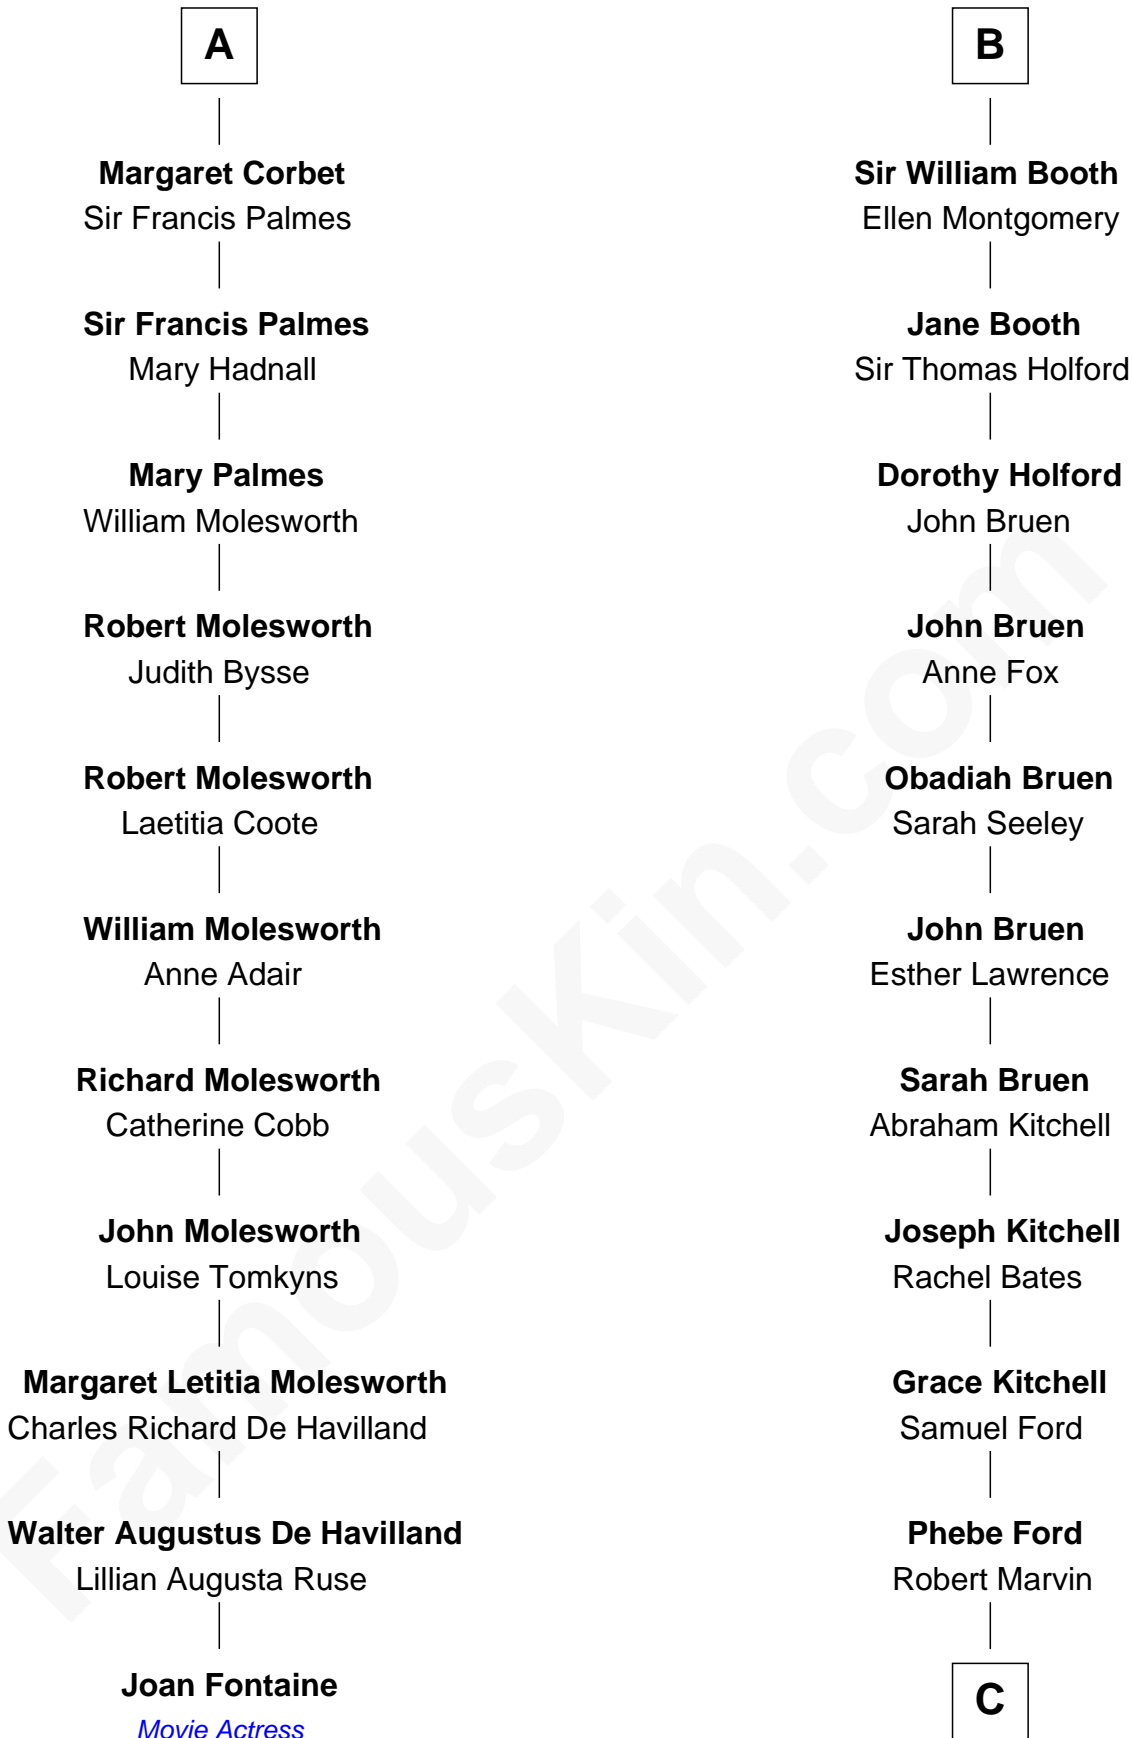 A
Margaret Corbet
Sir Francis Palmes
Sir Francis Palmes
Mary Hadnall
Mary Palmes
William Molesworth
Robert Molesworth
Judith Bysse
Robert Molesworth
Laetitia Coote
William Molesworth
Anne Adair
Richard Molesworth
Catherine Cobb
John Molesworth
Louise Tomkyns
Margaret Letitia Molesworth
Charles Richard De Havilland
Walter Augustus De Havilland
Lillian Augusta Ruse
Joan Fontaine
Movie Actress
B
Sir William Booth
Ellen Montgomery
Jane Booth
Sir Thomas Holford
Dorothy Holford
John Bruen
John Bruen
Anne Fox
Obadiah Bruen
Sarah Seeley
John Bruen
Esther Lawrence
Sarah Bruen
Abraham Kitchell
Joseph Kitchell
Rachel Bates
Grace Kitchell
Samuel Ford
Phebe Ford
Robert Marvin
C
FamousKin.com